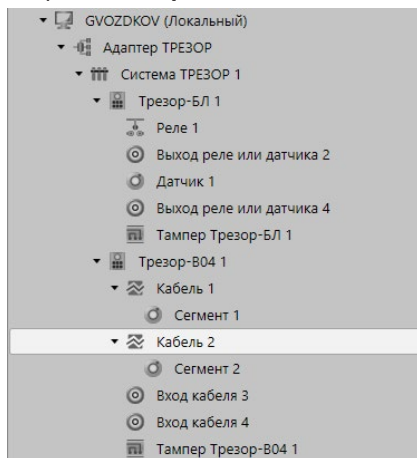 GVOZDKOV (Локальный)
Адаптер ТРЕЗОР
Система ТРЕЗОР 1
Трезор-БЛ 1
Реле 1
Выход реле или датчика 2
Датчик 1
Выход реле или датчика 4
Тампер Трезор-БЛ 1
Трезор-В04 1
Кабель 1
Сегмент 1
Кабель 2
Сегмент 2
Вход кабеля 3
Вход кабеля 4
Тампер Трезор-В04 1